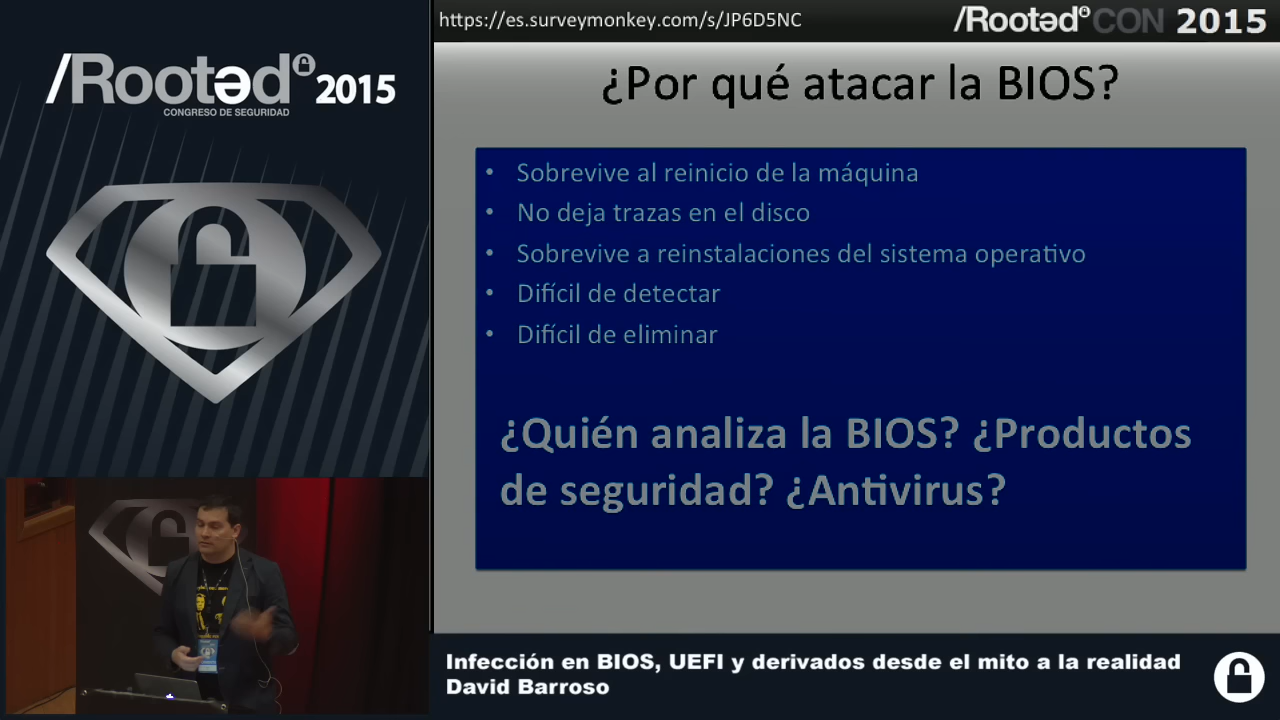 /Rooted 2015
CONGRESO DE SEGURIDAD
https://es.surveymonkey.com/s/JP6D5NC
/Rooted CON 2015
¿Por qué atacar la BIOS?
• Sobrevive al reinicio de la máquina
• No deja trazas en el disco
• Sobrevive a reinstalaciones del sistema operativo
• Difícil de detectar
• Difícil de eliminar
¿Quién analiza la BIOS? ¿Productos
de seguridad? ¿Antivirus?
Infección en BIOS, UEFI y derivados desde el mito a la realidad
David Barroso